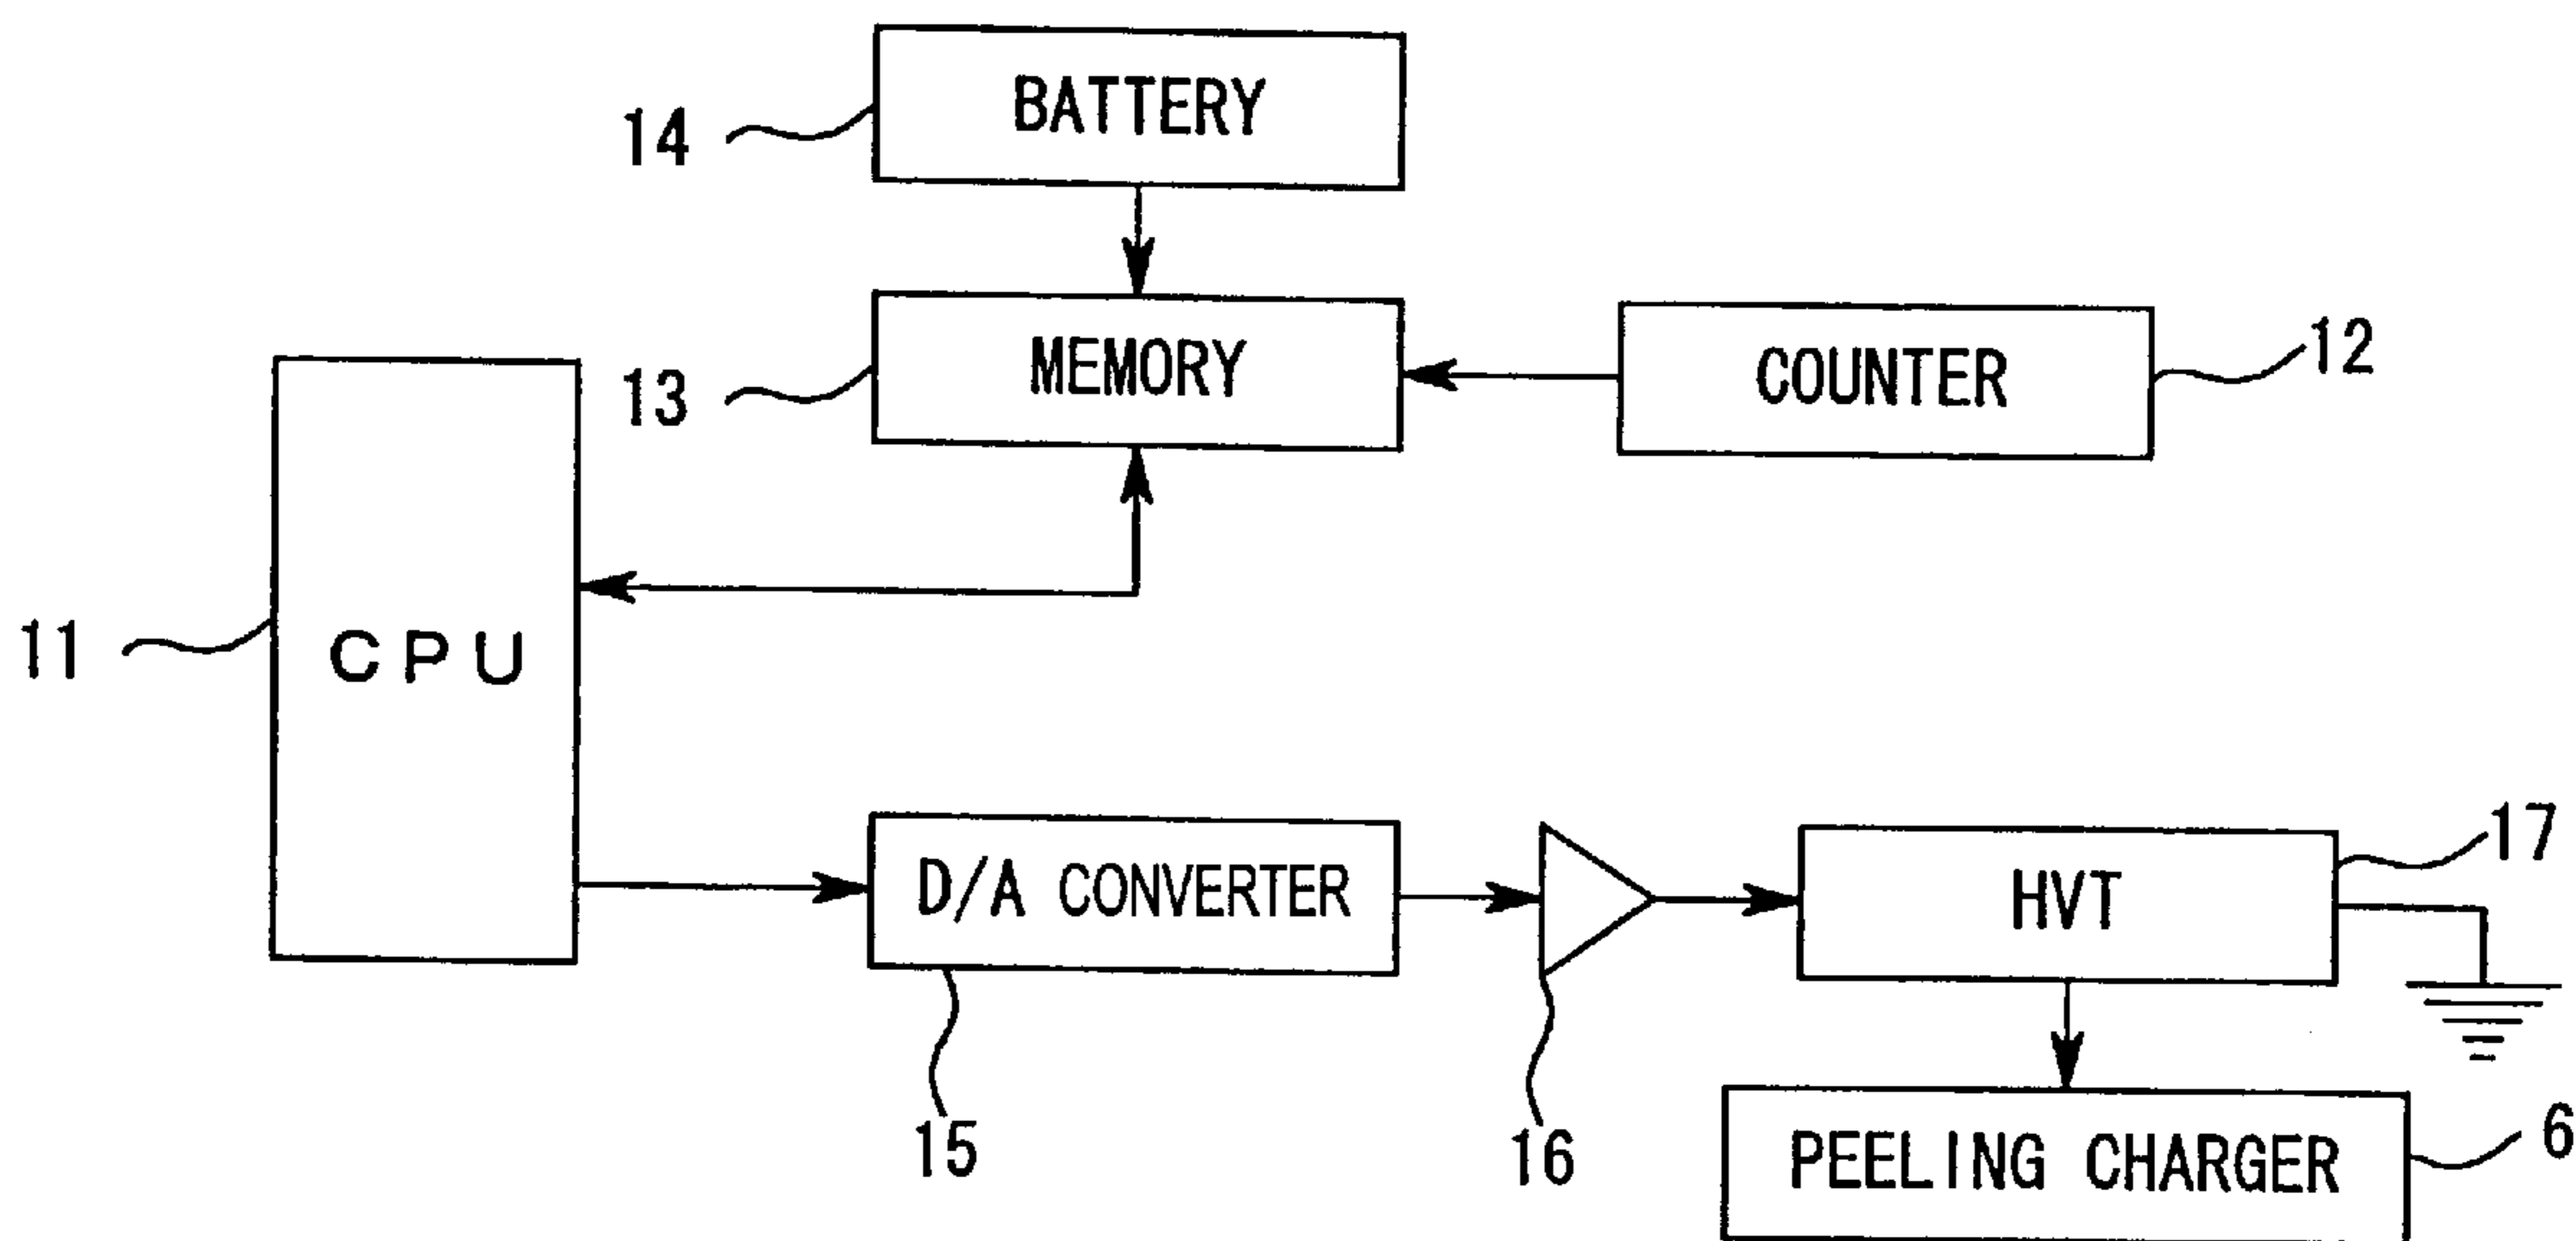 BATTERY
14
MEMORY
13
COUNTER
12
CPU
11
D/A CONVERTER
15
16
HVT
17
PEELING CHARGER
6